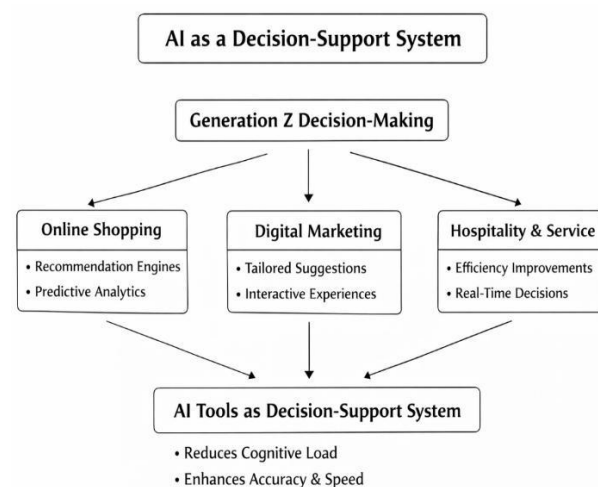 AI as a Decision-Support System
Generation Z Decision-Making
Online Shopping
• Recommendation Engines
• Predictive Analytics
Digital Marketing
• Tailored Suggestions
• Interactive Experiences
Hospitality & Service
• Efficiency Improvements
• Real-Time Decisions
AI Tools as Decision-Support System
• Reduces Cognitive Load
• Enhances Accuracy & Speed